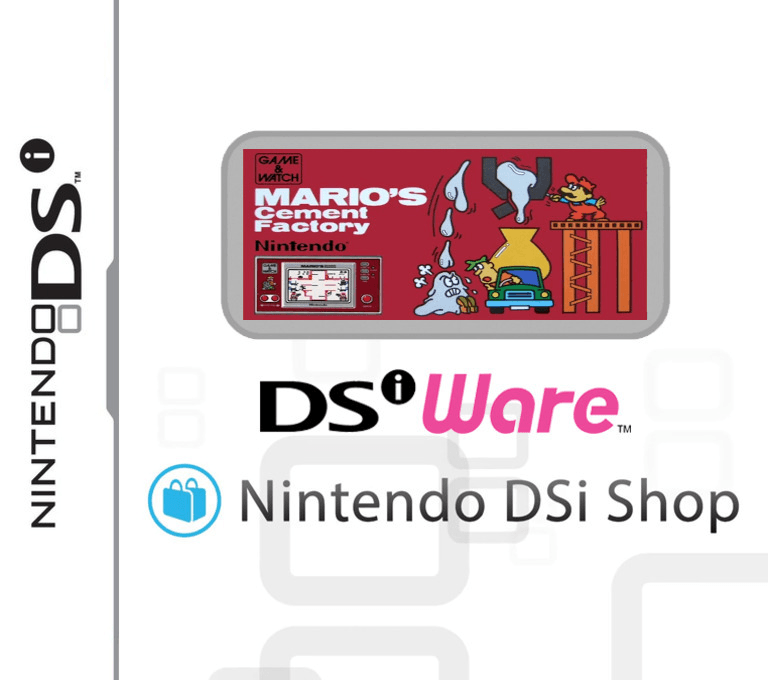 NINTENDO DSi™
GAME
&
WATCH
MARIO'S
Cement
Factory
Nintendo®
DSiWare™
Nintendo DSi Shop